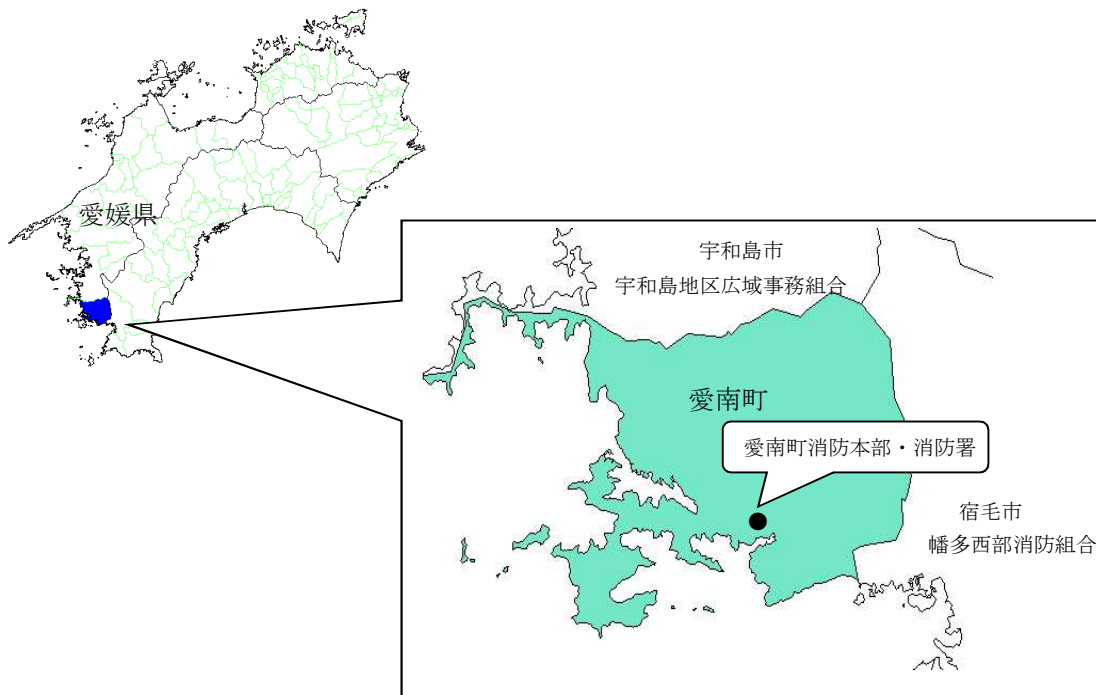 愛媛県
宇和島市
宇和島地区広域事務組合
愛南町
愛南町消防本部・消防署
宿毛市
幡多西部消防組合